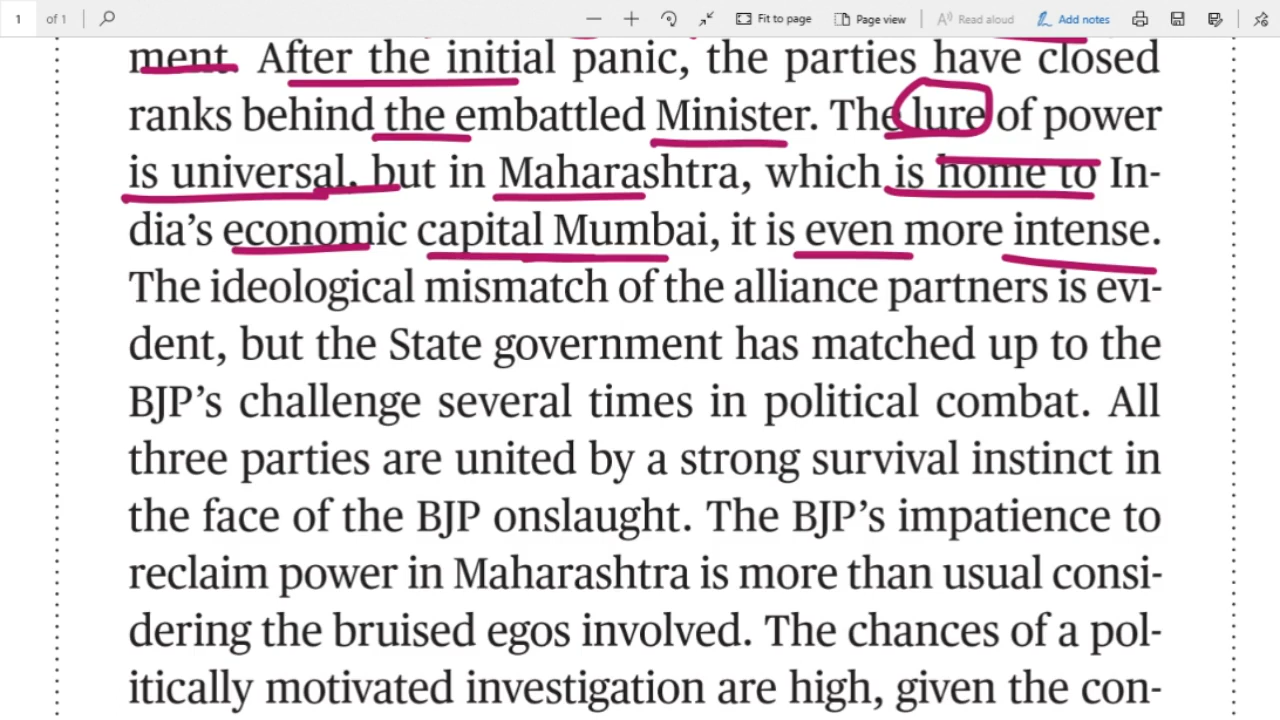 1 of 1 Fit to page Page view Read aloud Add notes
ment. After the initial panic, the parties have closed
ranks behind the embattled Minister. The lure of power
is universal, but in Maharashtra, which is home to In-
dia’s economic capital Mumbai, it is even more intense.
The ideological mismatch of the alliance partners is evi-
dent, but the State government has matched up to the
BJP’s challenge several times in political combat. All
three parties are united by a strong survival instinct in
the face of the BJP onslaught. The BJP’s impatience to
reclaim power in Maharashtra is more than usual consi-
dering the bruised egos involved. The chances of a pol-
itically motivated investigation are high, given the con-